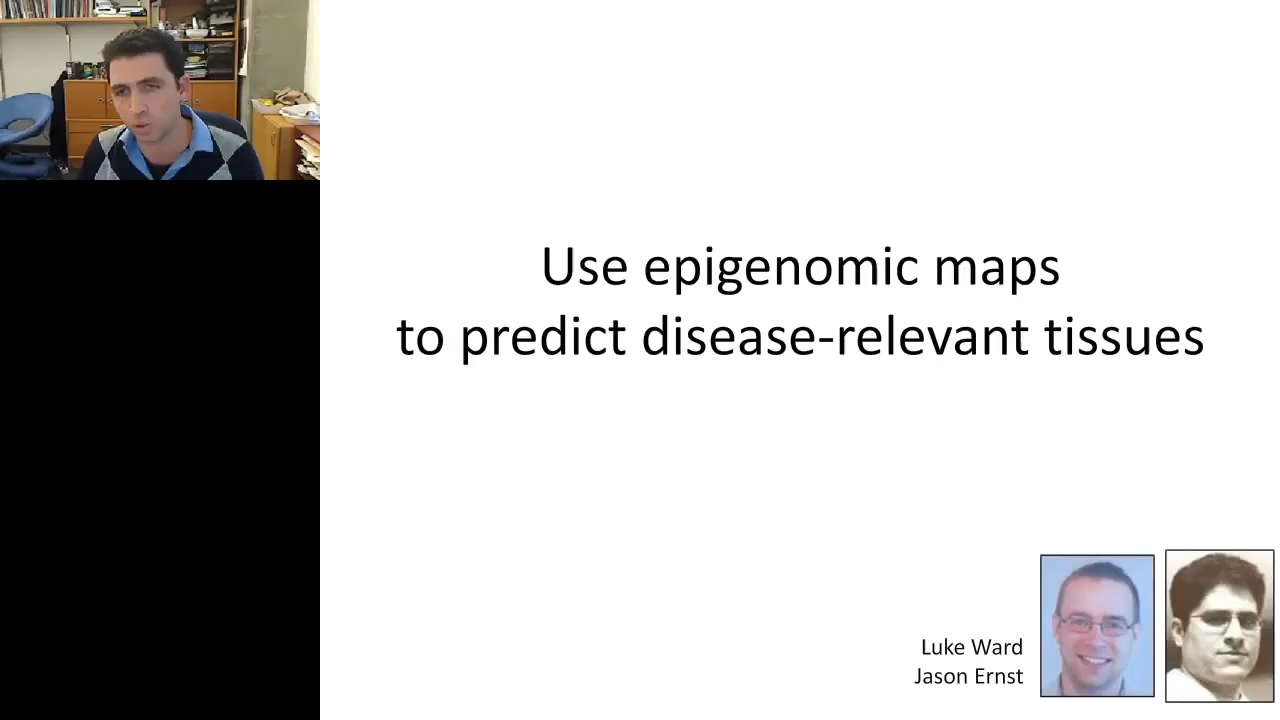 Use epigenomic maps
to predict disease-relevant tissues
Luke Ward
Jason Ernst